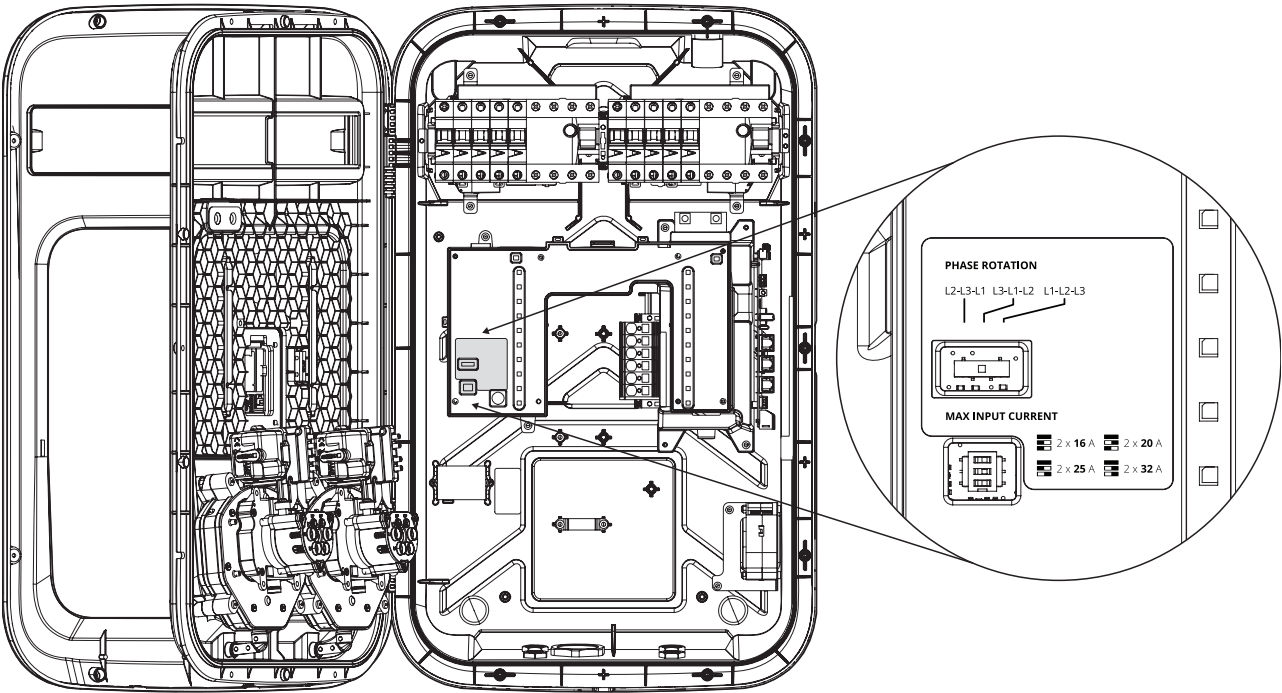 PHASE ROTATION
L2-L3-L1 L3-L1-L2 L1-L2-L3
MAX INPUT CURRENT
2 x 16 A 2 x 20 A
2 x 25 A 2 x 32 A